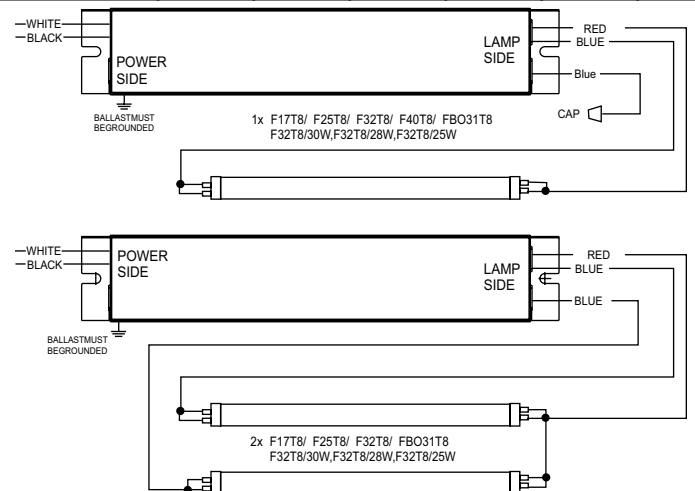 WHITE
BLACK
POWER
SIDE
LAMP
SIDE
RED
BLUE
Blue
CAP
BALLASTMUST
BEGROUNDED
1x F17T8/ F25T8/ F32T8/ F40T8/ FBO31T8
F32T8/30W,F32T8/28W,F32T8/25W
WHITE
BLACK
POWER
SIDE
LAMP
SIDE
RED
BLUE
BLUE
BALLASTMUST
BEGROUNDED
2x F17T8/ F25T8/ F32T8/ FBO31T8
F32T8/30W,F32T8/28W,F32T8/25W